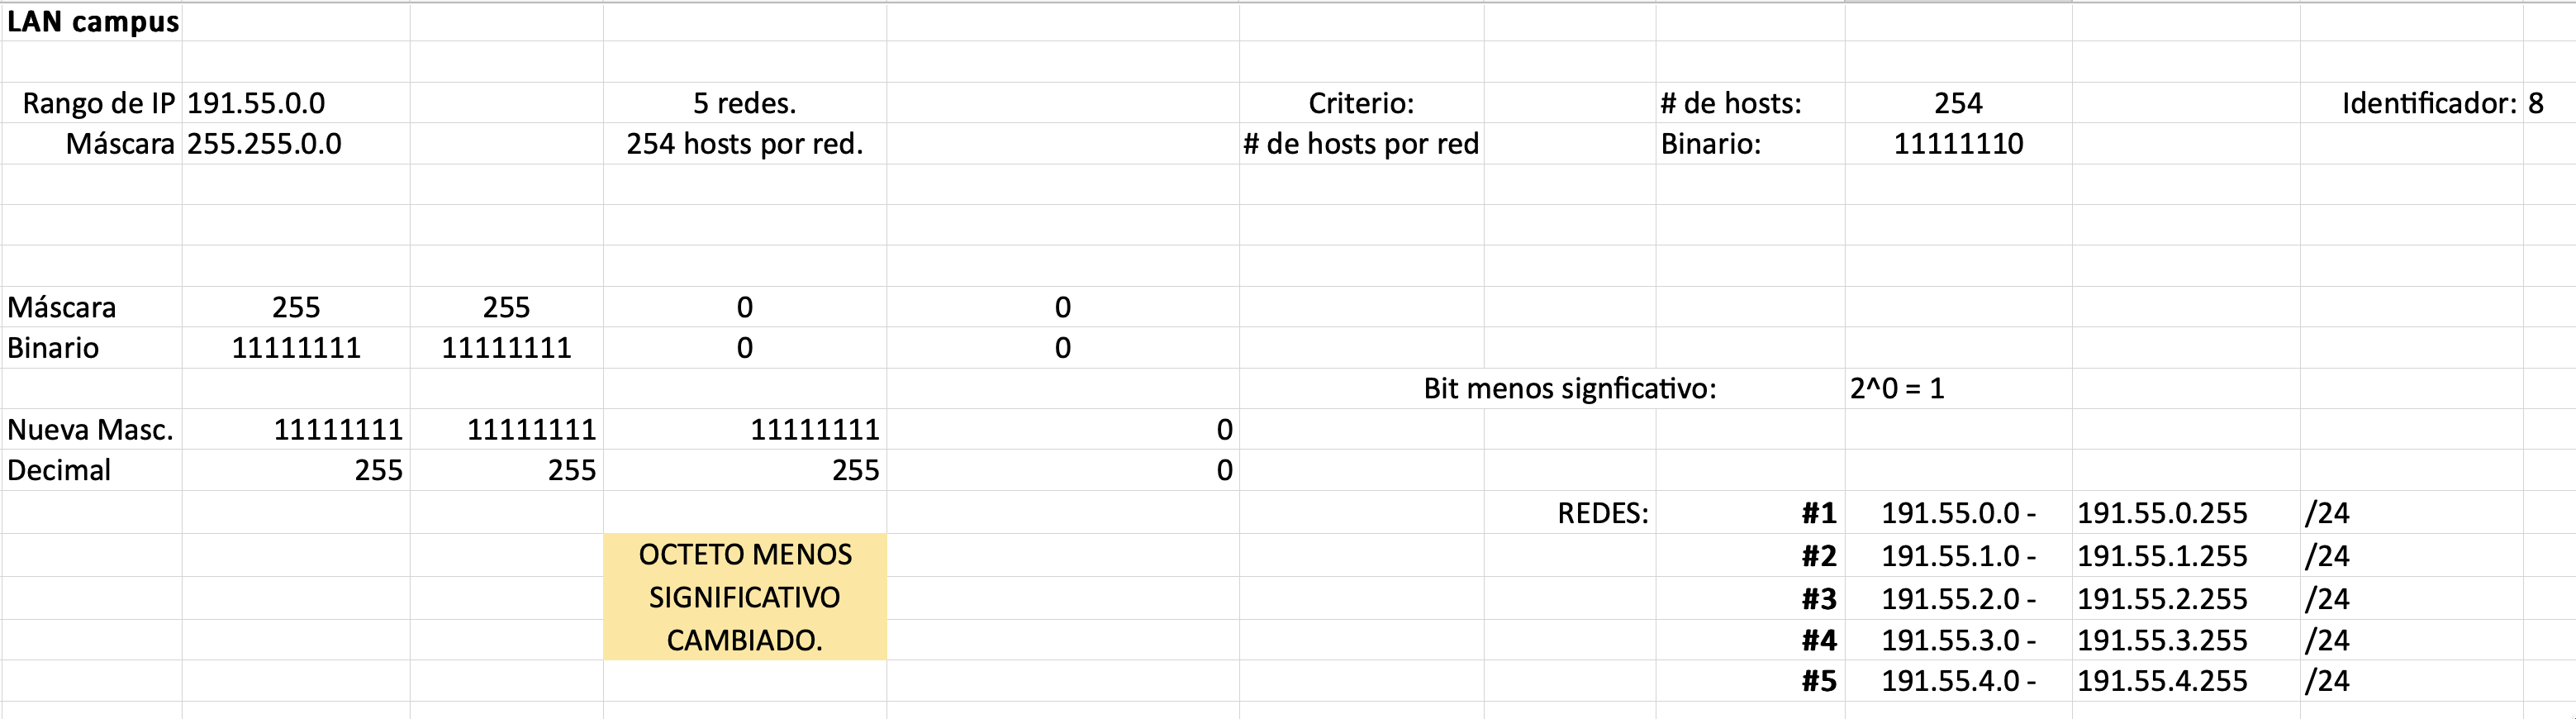 LAN campus
Rango de IP 191.55.0.0 5 redes. Criterio: # de hosts: 254 Identificador: 8
Máscara 255.255.0.0 254 hosts por red. # de hosts por red Binario: 11111110
Máscara 255 255 0 0
Binario 11111111 11111111 0 0
Bit menos signficativo: 2^0 = 1
Nueva Masc. 11111111 11111111 11111111 0
Decimal 255 255 255 0
REDES: #1 191.55.0.0 - 191.55.0.255 /24
OCTETO MENOS #2 191.55.1.0 - 191.55.1.255 /24
SIGNIFICATIVO #3 191.55.2.0 - 191.55.2.255 /24
CAMBIADO. #4 191.55.3.0 - 191.55.3.255 /24
#5 191.55.4.0 - 191.55.4.255 /24